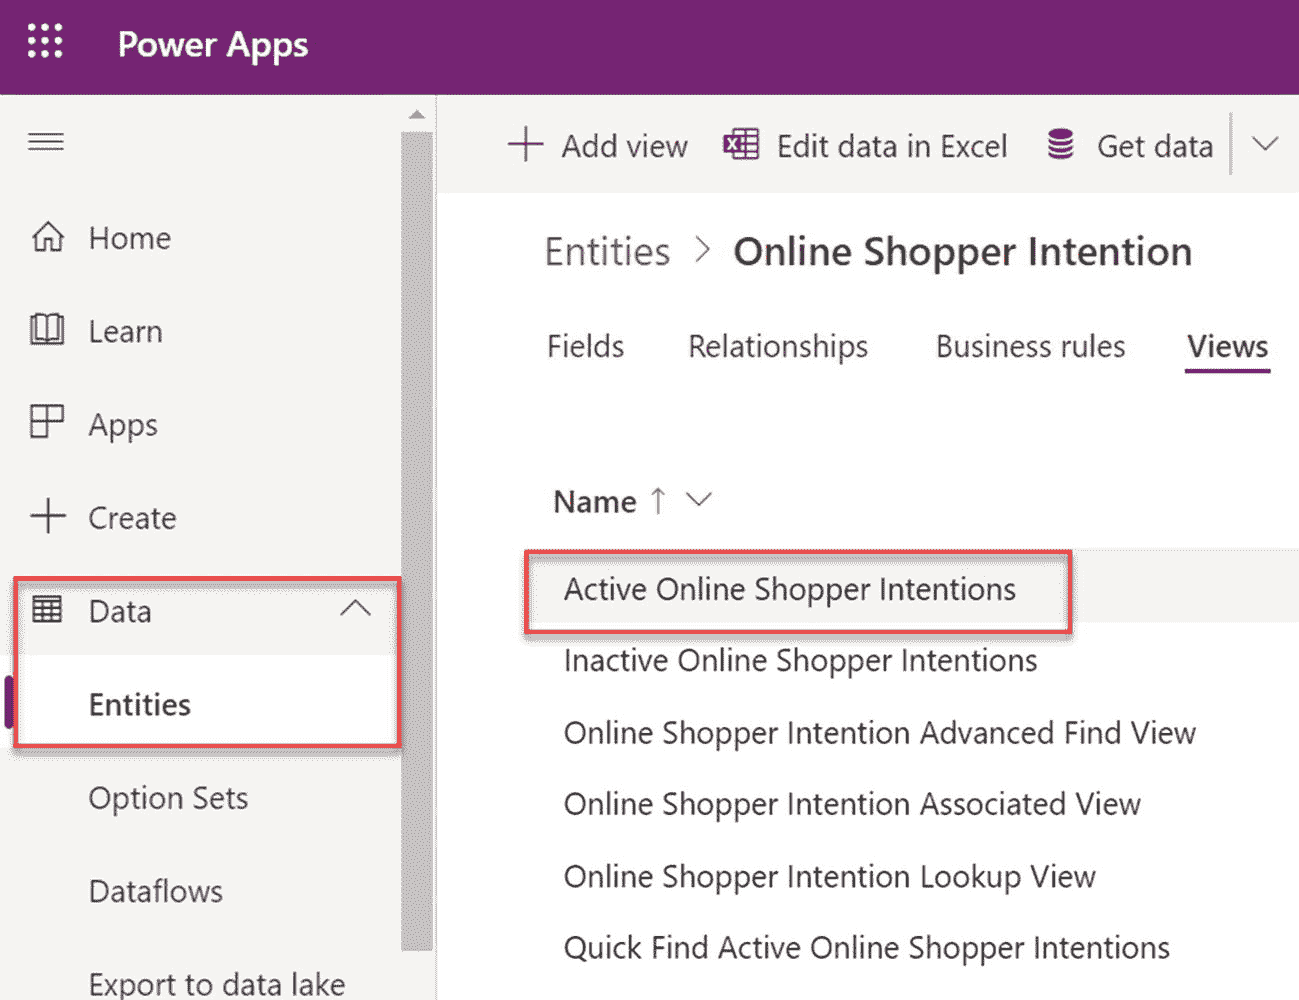 Power Apps
Home
Learn
Apps
Create
Data
Entities
Option Sets
Dataflows
Export to data lake
Add view Edit data in Excel Get data
Entities > Online Shopper Intention
Fields Relationships Business rules Views
Name ↑
Active Online Shopper Intentions
Inactive Online Shopper Intentions
Online Shopper Intention Advanced Find View
Online Shopper Intention Associated View
Online Shopper Intention Lookup View
Quick Find Active Online Shopper Intentions